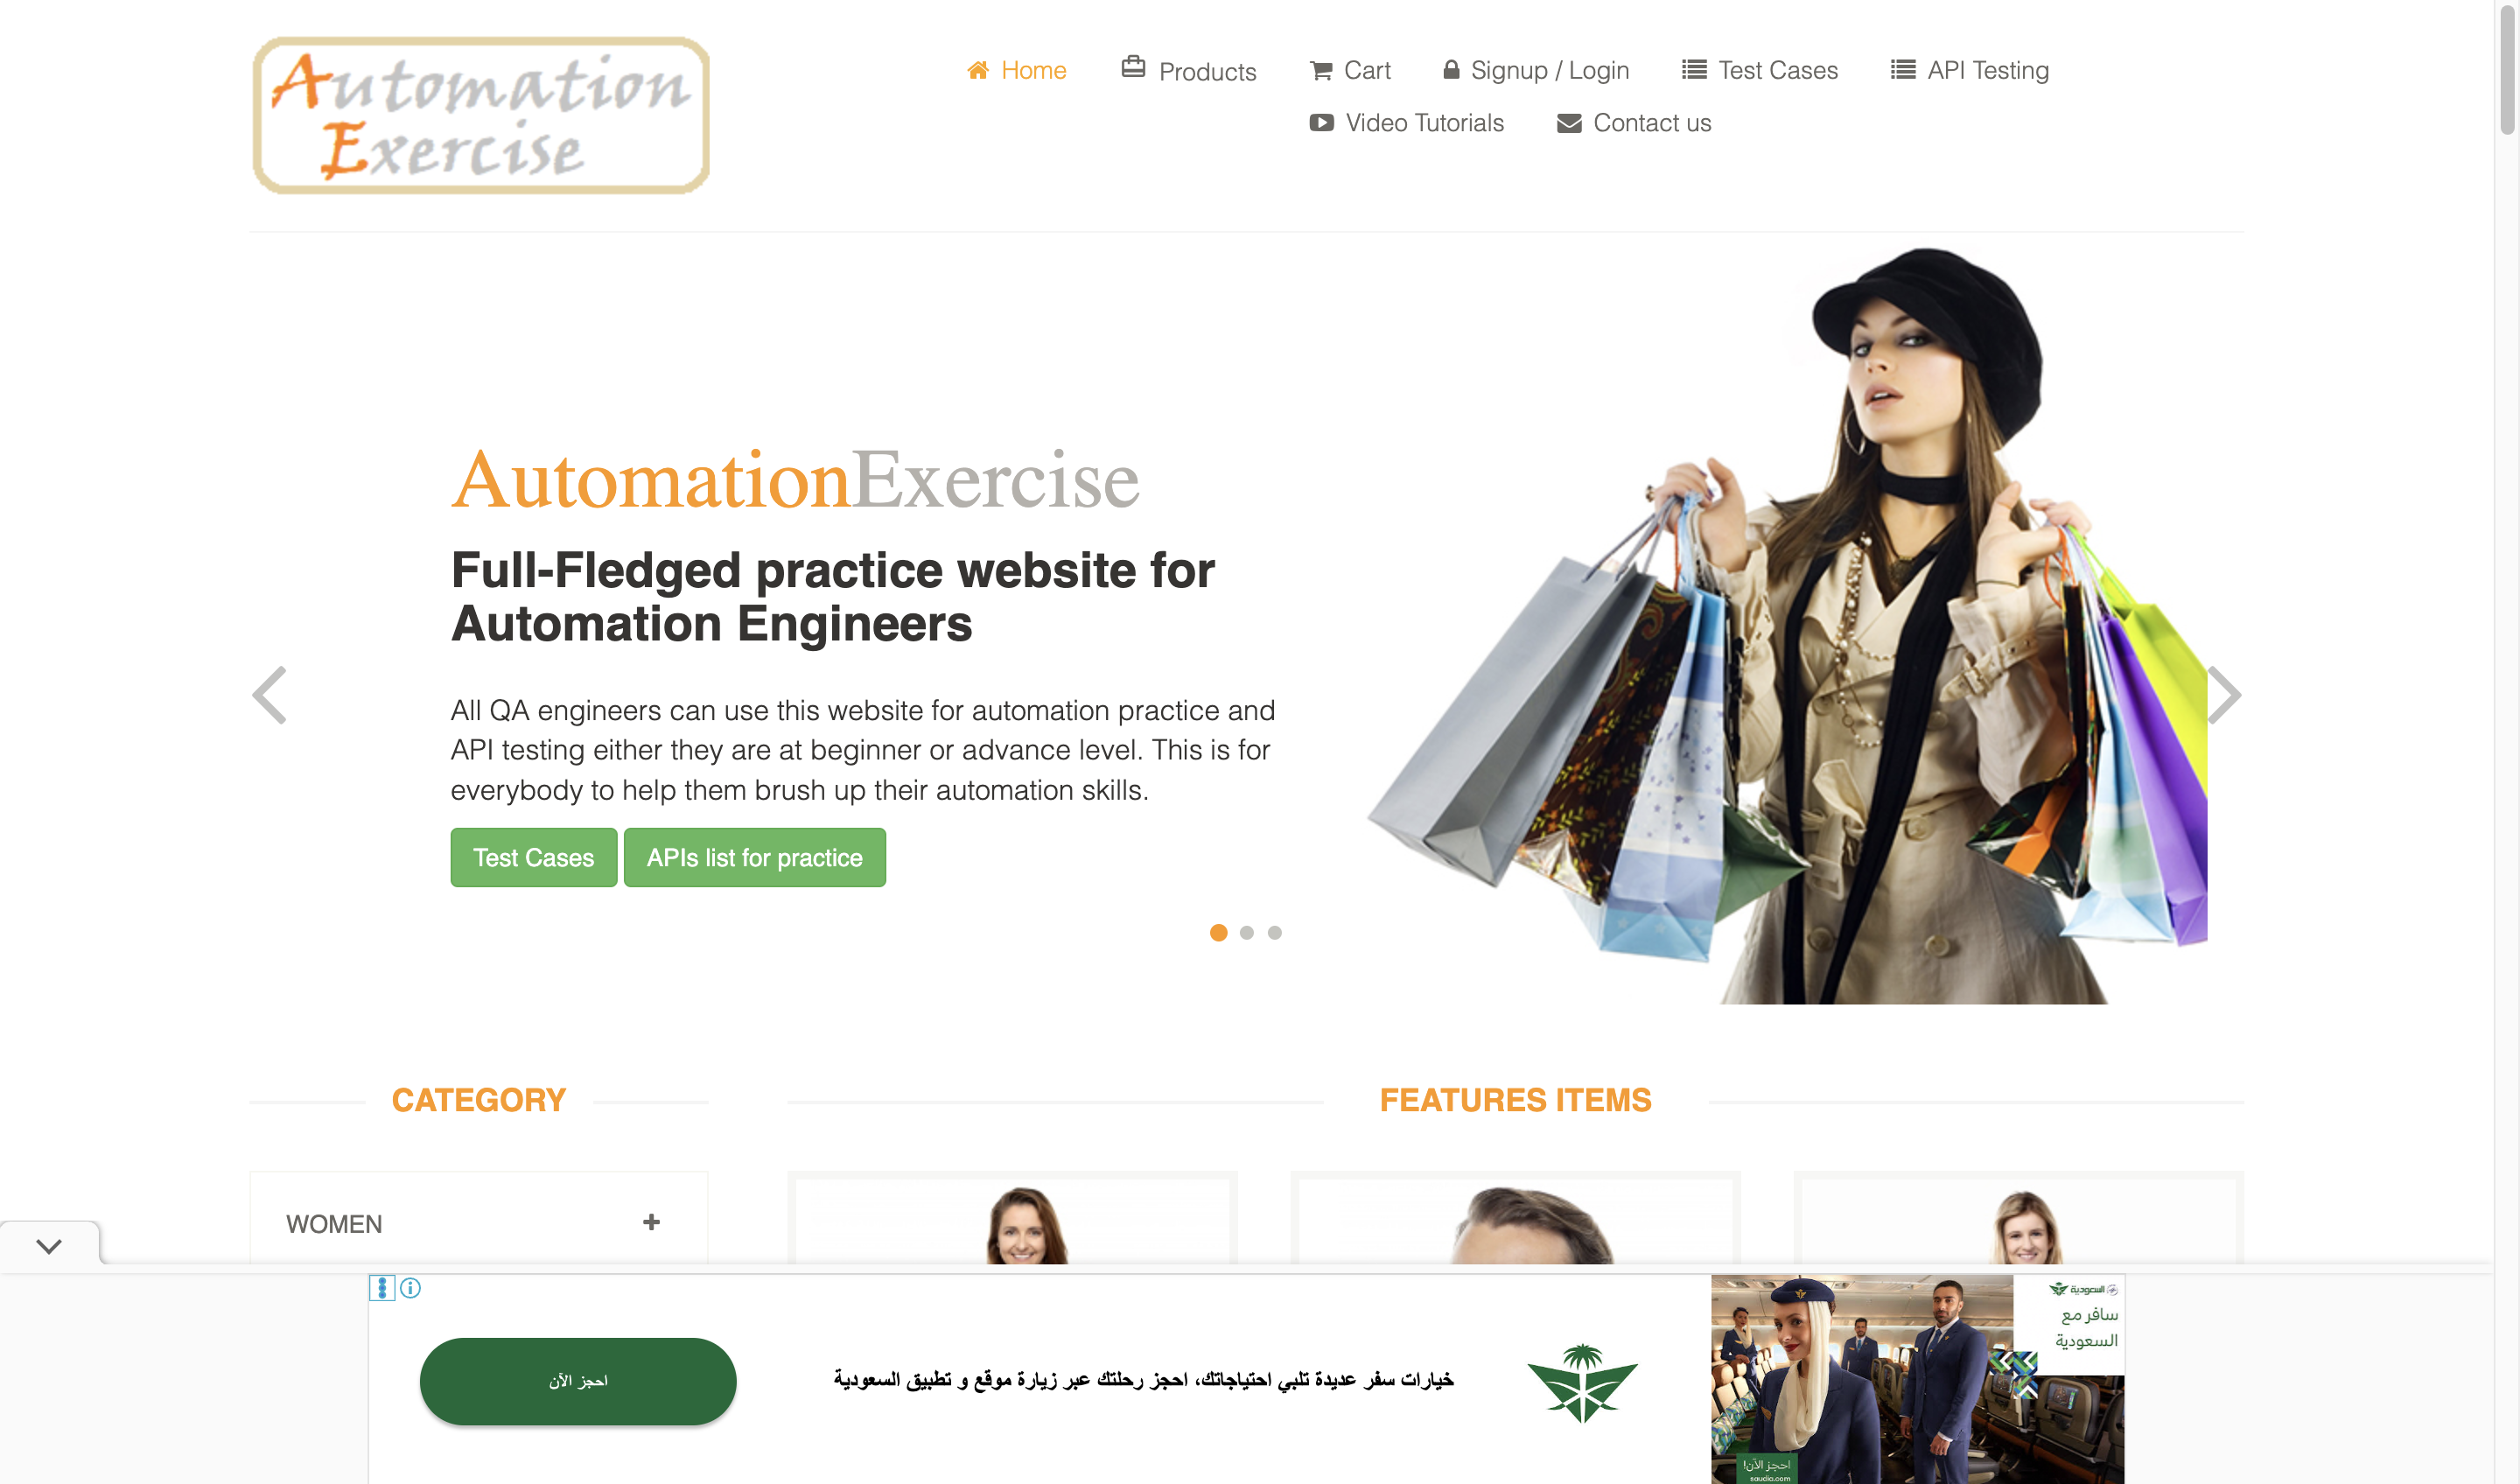 Automation
Exercise
Home
Products
Cart
Signup / Login
Test Cases
API Testing
Video Tutorials
Contact us
AutomationExercise
Full-Fledged practice website for
Automation Engineers
All QA engineers can use this website for automation practice and
API testing either they are at beginner or advance level. This is for
everybody to help them brush up their automation skills.
Test Cases
APIs list for practice
CATEGORY
FEATURES ITEMS
WOMEN
احجز الآن
خيارات سفر عديدة تلبي احتياجاتك، احجز رحلتك عبر زيارة موقع و تطبيق السعودية
السعودية
سافر مع
السعودية
احجز الآن!
saudia.com